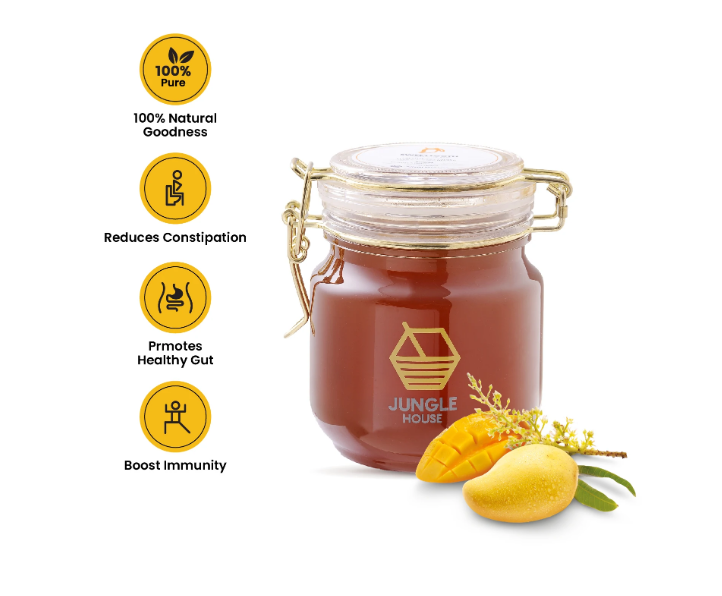 100%
Pure
100% Natural
Goodness
Reduces Constipation
Prmotes
Healthy Gut
Boost Immunity
JUNGLE
HOUSE